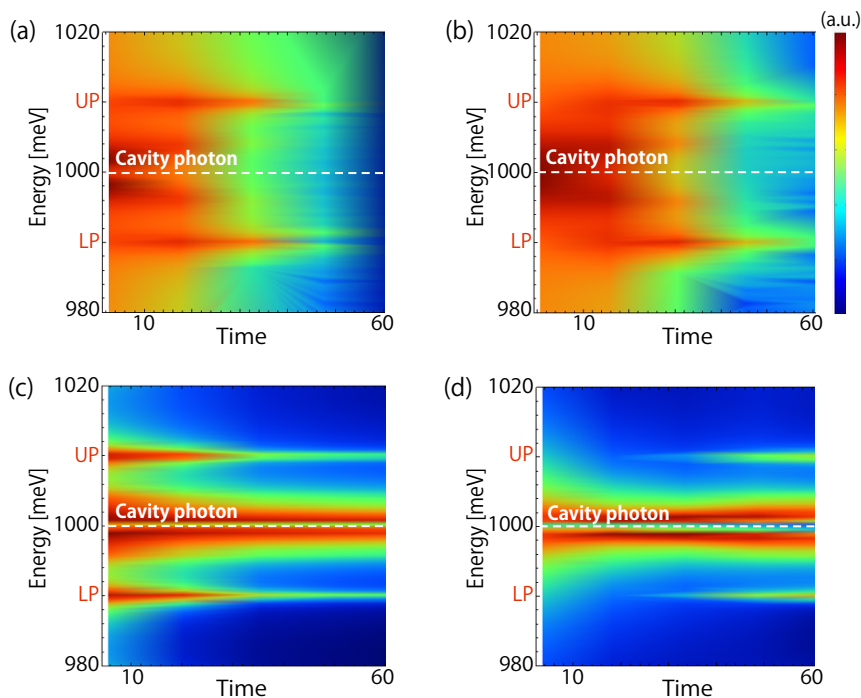 (a.u.)
(a)
1020
UP
Cavity photon
1000
Energy [meV]
LP
980
10
Time
60
(b)
1020
UP
Cavity photon
1000
Energy [meV]
LP
980
10
Time
60
(c)
1020
UP
Cavity photon
1000
Energy [meV]
LP
980
10
Time
60
(d)
1020
UP
Cavity photon
1000
Energy [meV]
LP
980
10
Time
60